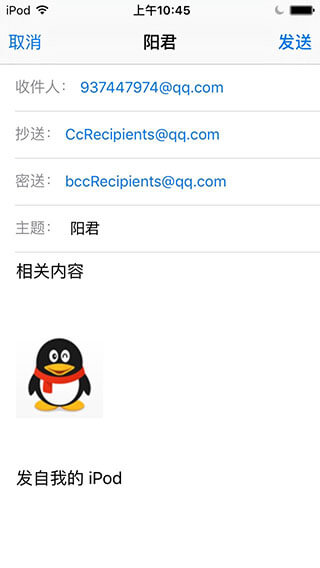 iPod 上午10:45
取消 阳君 发送
收件人： 937447974@qq.com
抄送： CcRecipients@qq.com
密送： bccRecipients@qq.com
主题： 阳君
相关内容
发自我的 iPod